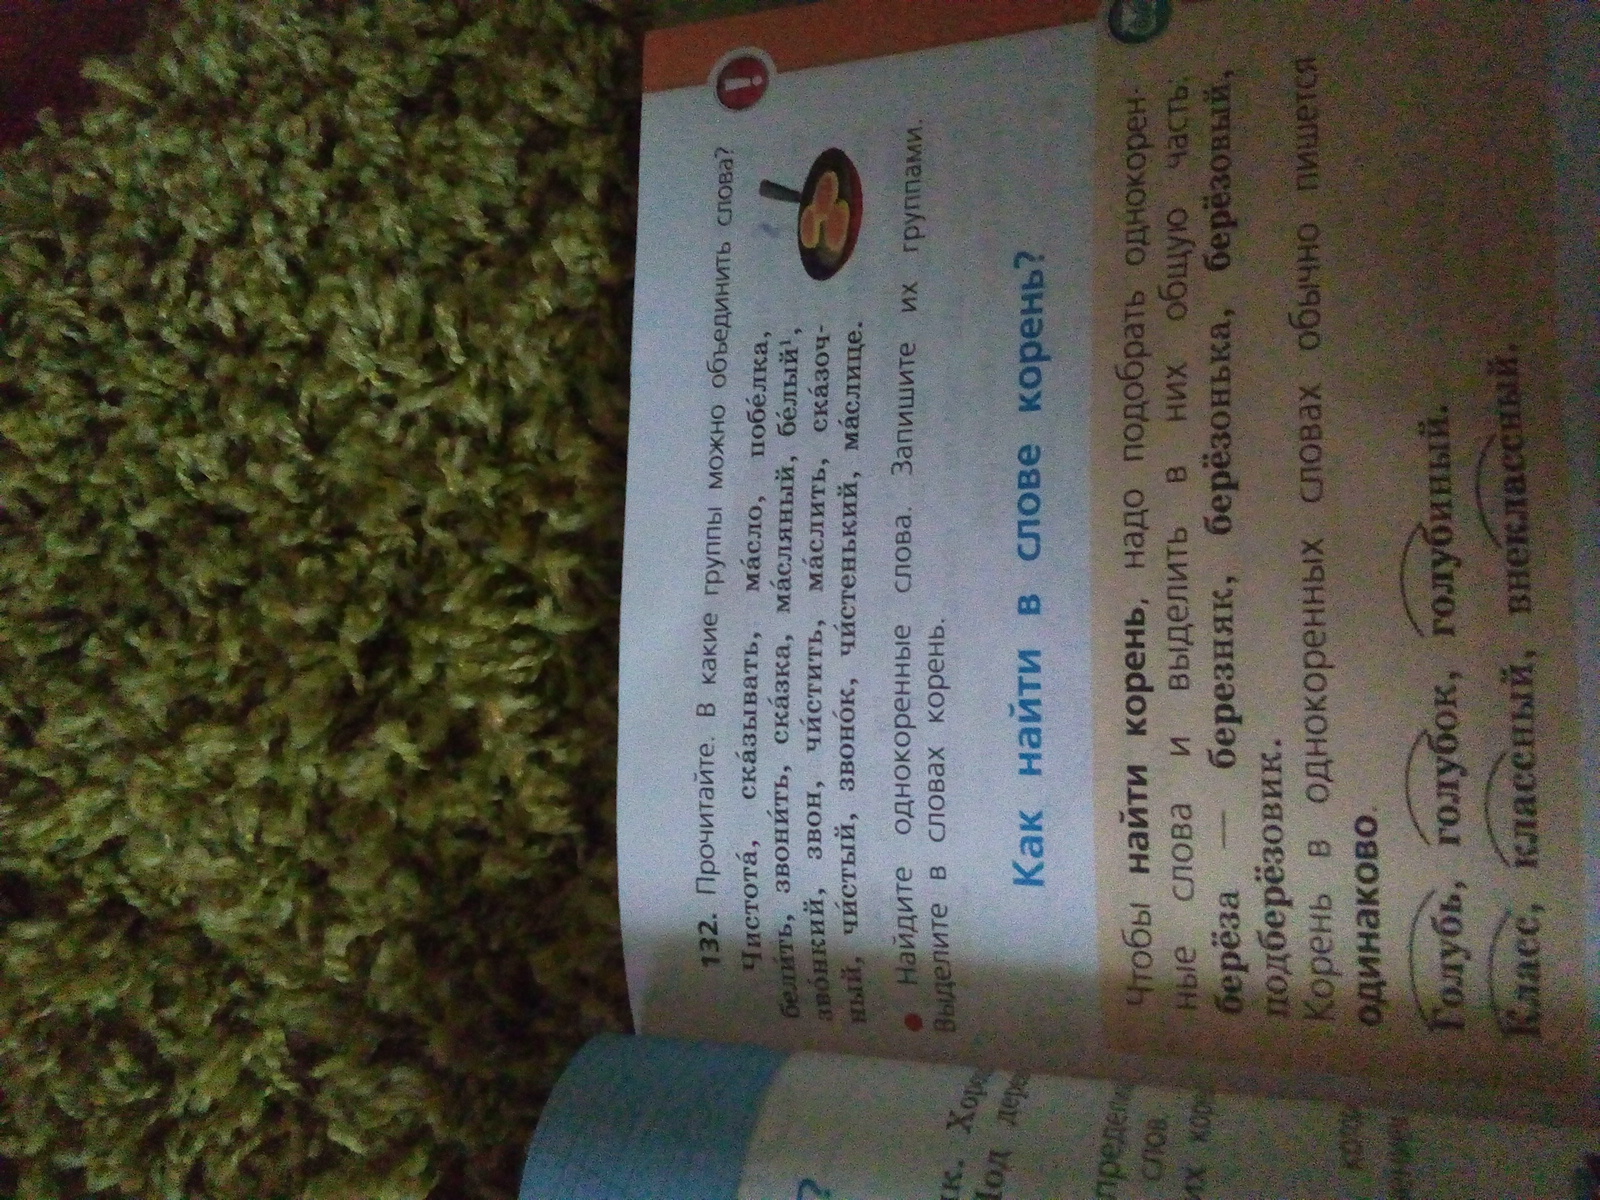 132. Прочитайте. В какие группы можно объединить слова?
Чистота́, ска́зывать, ма́сло, побе́лка,
бели́ть, звони́ть, ска́зка, ма́сляный, бе́лый¹,
зво́нкий, звон, чи́стить, ма́слить, ска́зоч-
ный, чи́стый, звоно́к, чи́стенький, ма́слице.
● Найдите однокоренные слова. Запишите их группами.
Выделите в словах корень.
Как найти в слове корень?
Чтобы найти корень, надо подобрать однокорен-
ные слова и выделить в них общую часть:
берёза — березняк, берёзонька, берёзовый,
подберёзовик.
Корень в однокоренных словах обычно пишется
одинаково.
Голубь, голубок, голубиный.
Класс, классный, внеклассный.
?
слов.